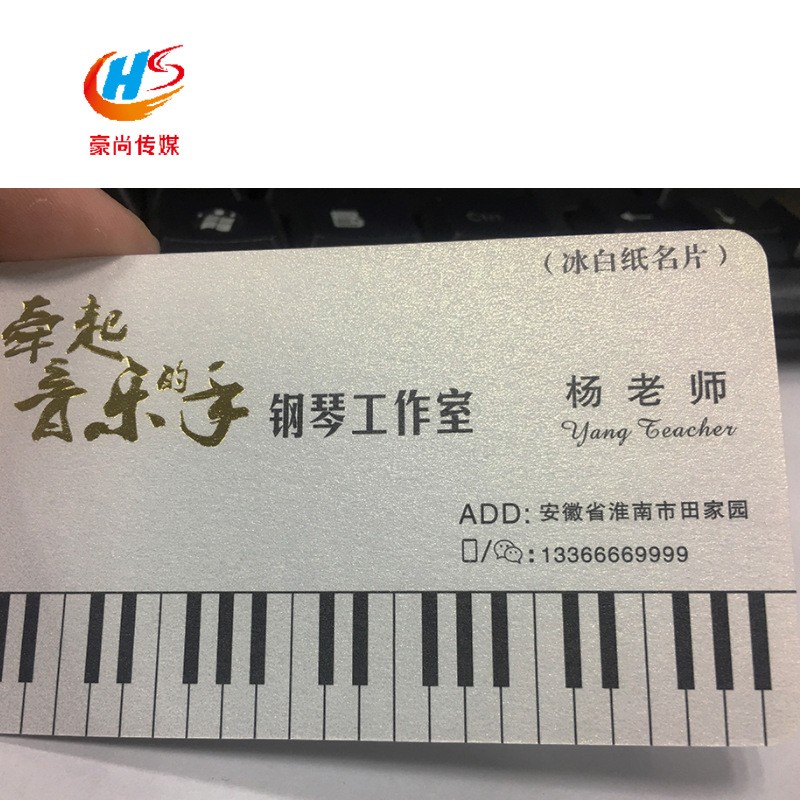 HS
豪尚传媒
（冰白纸名片）
牵起
音乐的手 钢琴工作室
杨老师
Yang Teacher
ADD: 安徽省淮南市田家园
/ : 13366669999